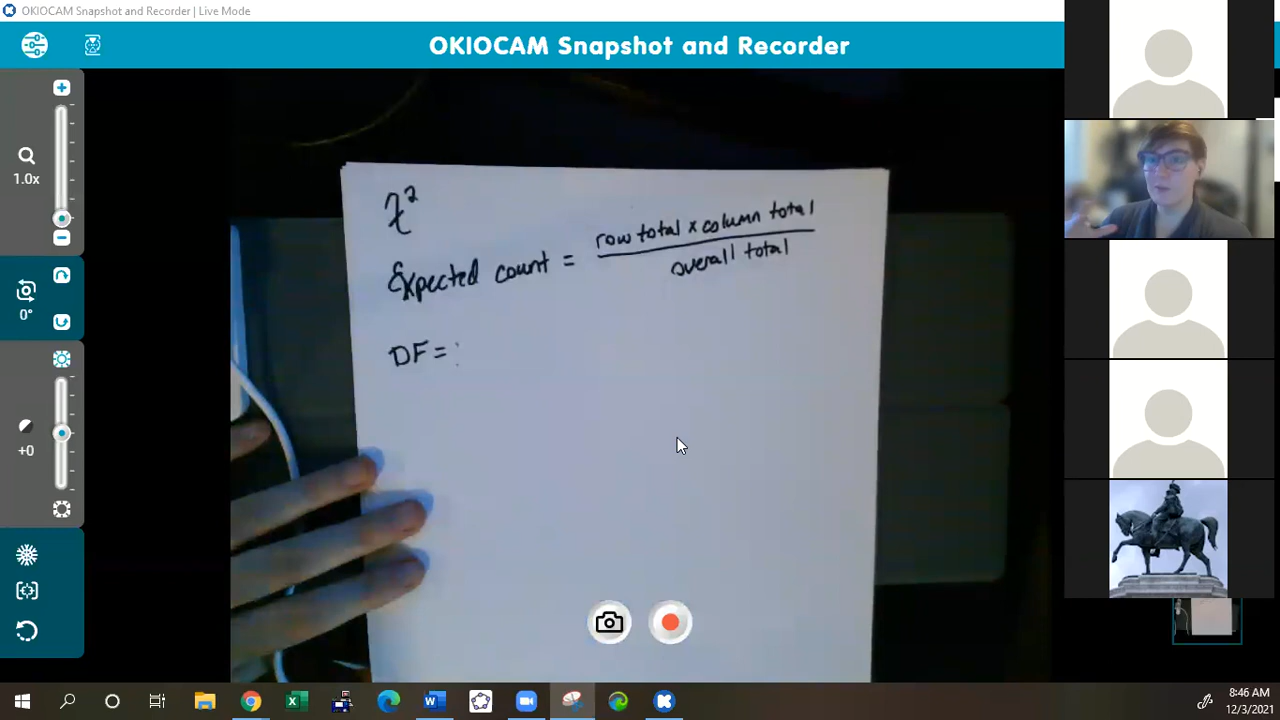 OKIOCAM Snapshot and Recorder | Live Mode
OKIOCAM Snapshot and Recorder
1.0x
0°
+0
χ²
Expected count = row total x column total
overall total
DF=
8:46 AM
12/3/2021